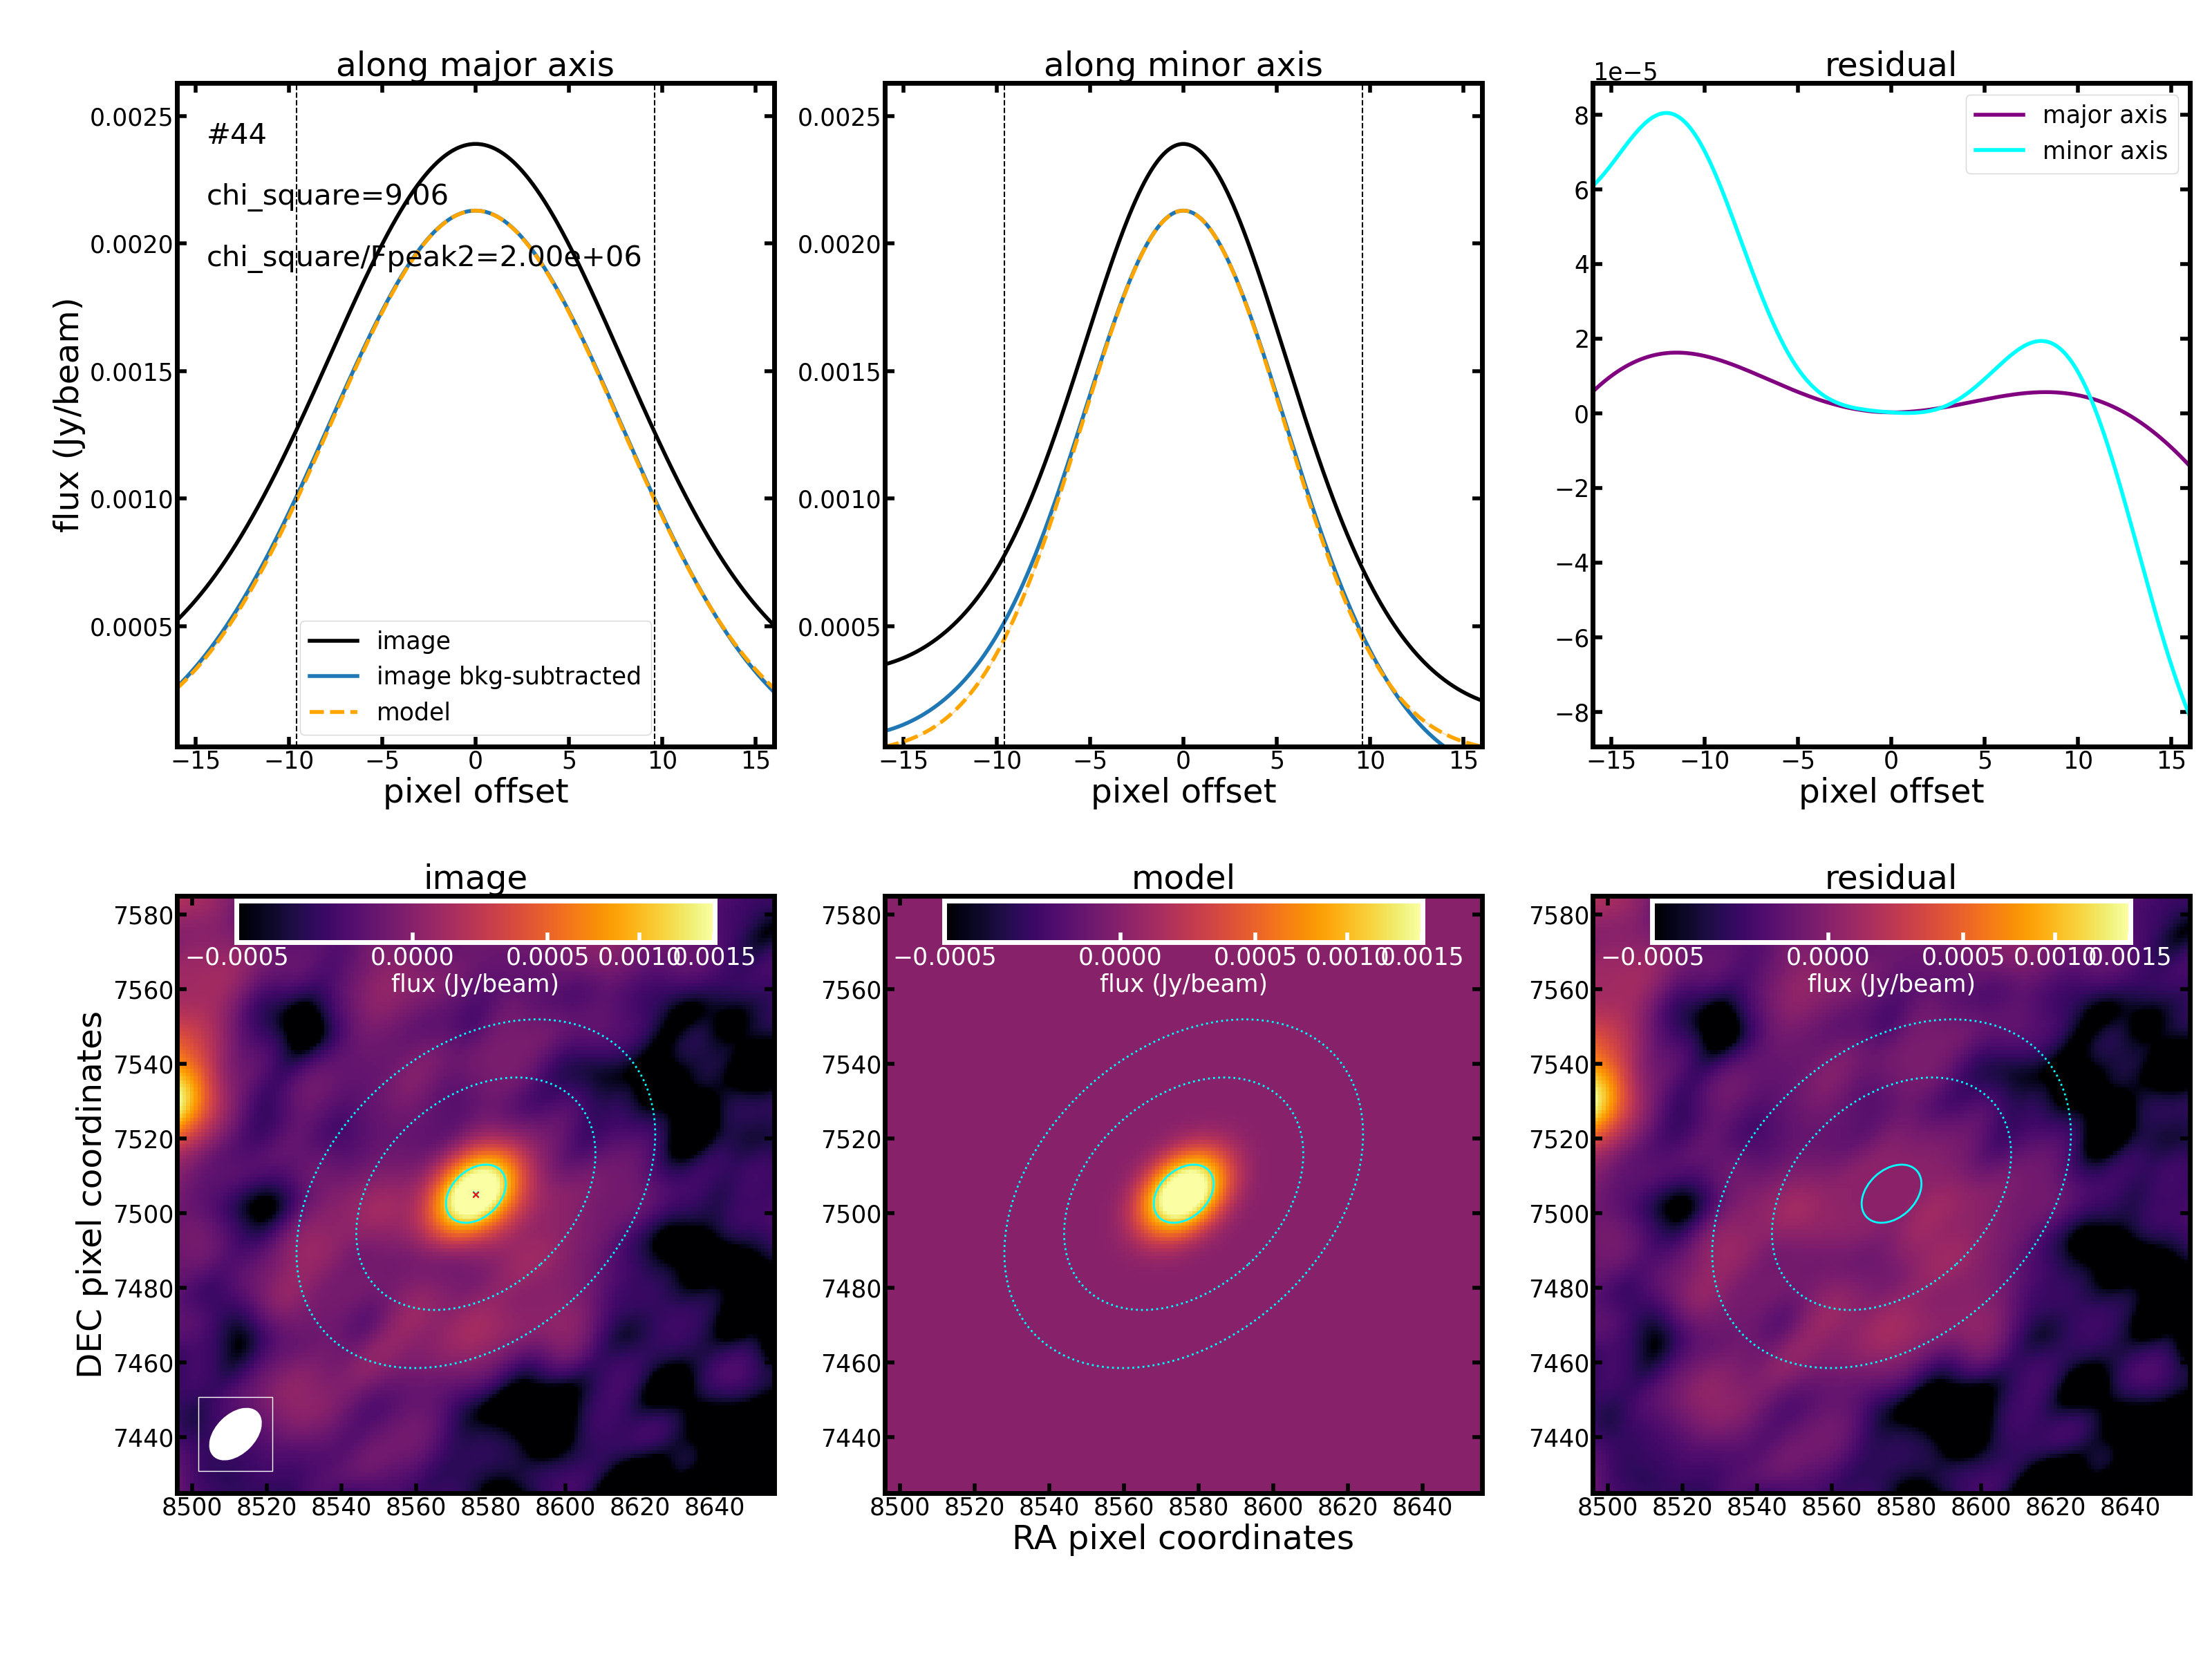 along major axis
along minor axis
residual
1e−5
#44
chi_square=9.06
chi_square/Fpeak2=2.00e+06
0.0025
0.0020
0.0015
0.0010
0.0005
flux (Jy/beam)
image
image bkg-subtracted
model
−15 −10 −5 0 5 10 15
pixel offset
0.0025
0.0020
0.0015
0.0010
0.0005
−15 −10 −5 0 5 10 15
pixel offset
major axis
minor axis
8
6
4
2
0
−2
−4
−6
−8
−15 −10 −5 0 5 10 15
pixel offset
image
−0.0005 0.0000 0.0005 0.0010 0.0015
flux (Jy/beam)
7580
7560
7540
7520
7500
7480
7460
7440
DEC pixel coordinates
8500 8520 8540 8560 8580 8600 8620 8640
model
−0.0005 0.0000 0.0005 0.0010 0.0015
flux (Jy/beam)
7580
7560
7540
7520
7500
7480
7460
7440
8500 8520 8540 8560 8580 8600 8620 8640
RA pixel coordinates
residual
−0.0005 0.0000 0.0005 0.0010 0.0015
flux (Jy/beam)
7580
7560
7540
7520
7500
7480
7460
7440
8500 8520 8540 8560 8580 8600 8620 8640